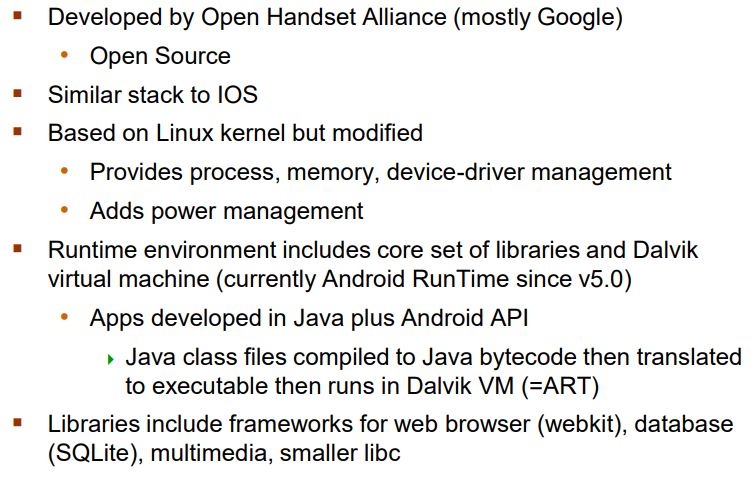 Developed by Open Handset Alliance (mostly Google)
Open Source
Similar stack to IOS
Based on Linux kernel but modified
Provides process, memory, device-driver management
Adds power management
Runtime environment includes core set of libraries and Dalvik
virtual machine (currently Android RunTime since v5.0)
Apps developed in Java plus Android API
Java class files compiled to Java bytecode then translated
to executable then runs in Dalvik VM (=ART)
Libraries include frameworks for web browser (webkit), database
(SQLite), multimedia, smaller libc